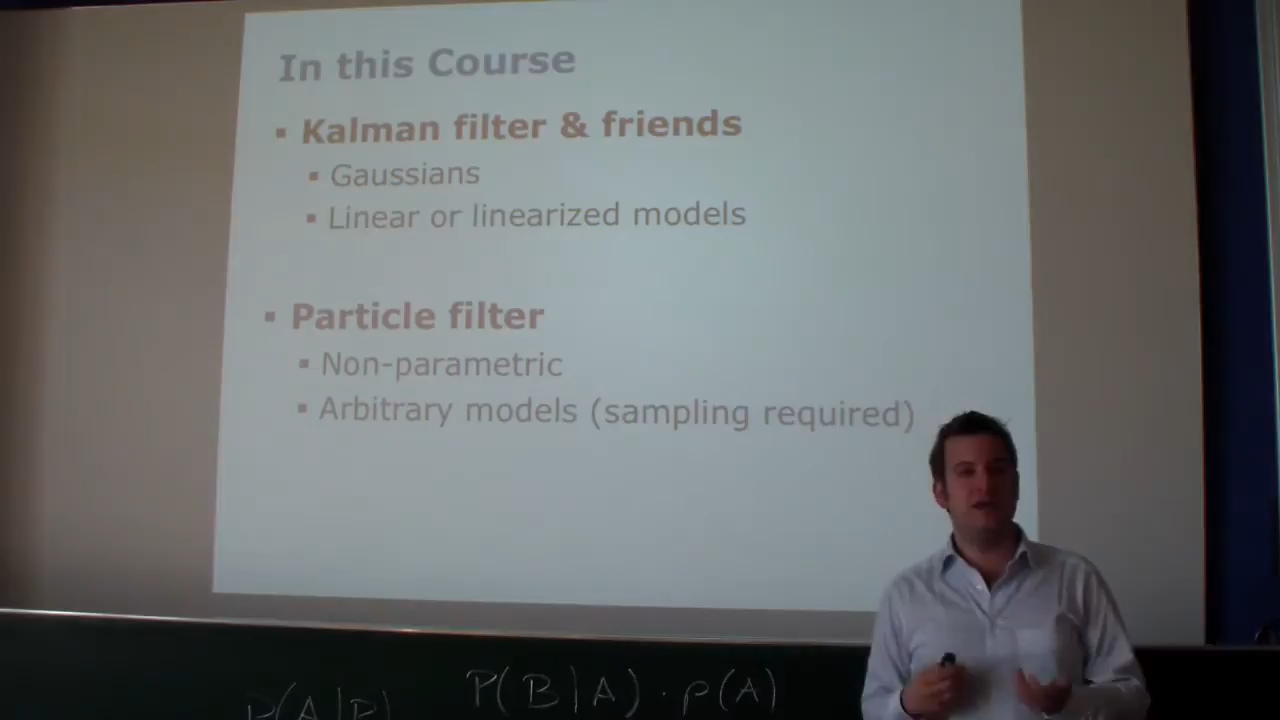 In this Course
▪ Kalman filter & friends
▪ Gaussians
▪ Linear or linearized models
▪ Particle filter
▪ Non-parametric
▪ Arbitrary models (sampling required)
P(B|A) · p(A)
P(A|B)